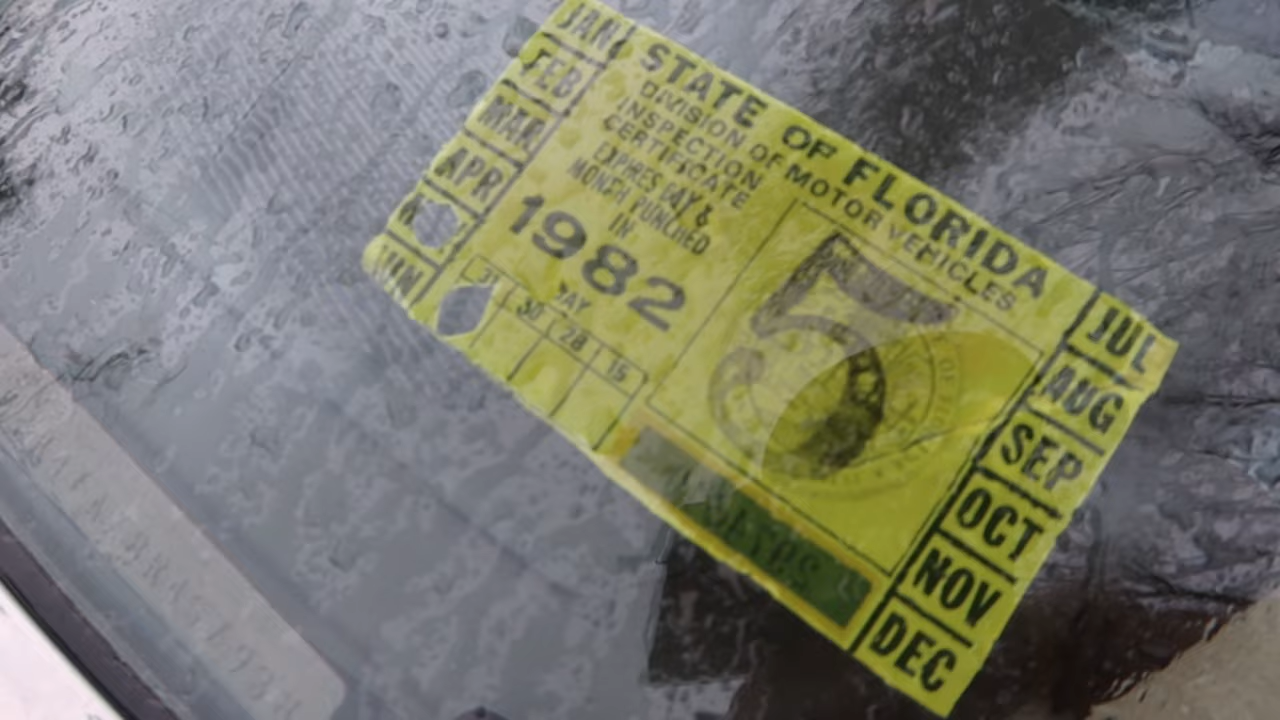 JAN
FEB
MAR
APR
JUN
STATE OF FLORIDA
DIVISION OF MOTOR VEHICLES
INSPECTION
CERTIFICATE
EXPIRES DAY &
MONTH PUNCHED
IN
1982
DAY
31 30 28 15
5
JUL
AUG
SEP
OCT
NOV
DEC